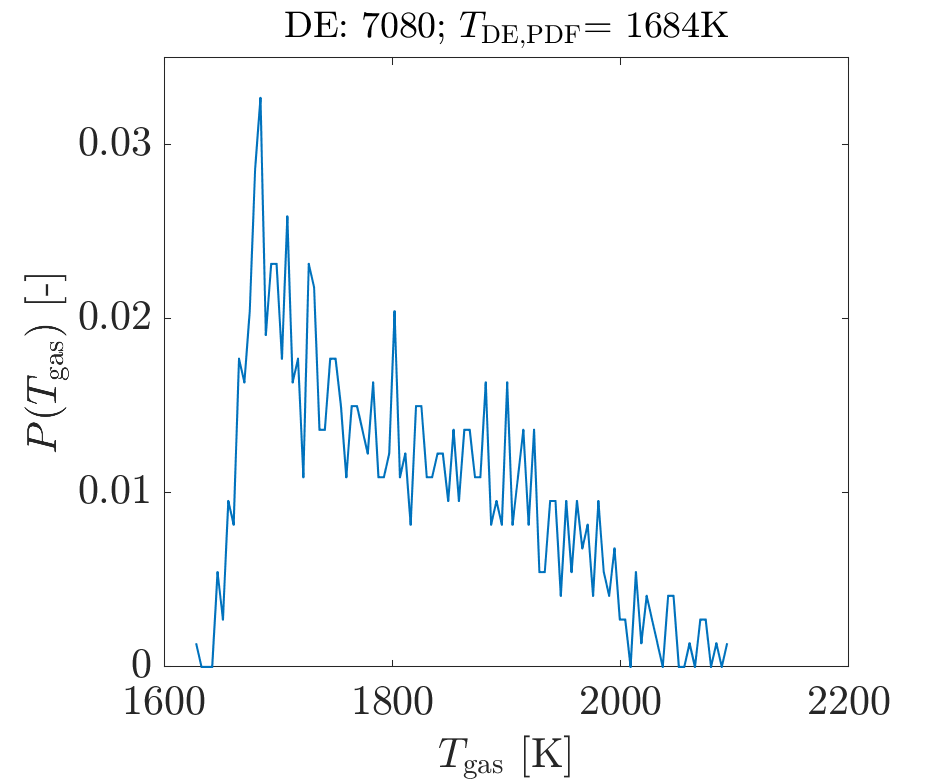 DE: 7080; T_DE,PDF= 1684K
P(T_gas) [-]
0.03
0.02
0.01
0
1600 1800 2000 2200
T_gas [K]